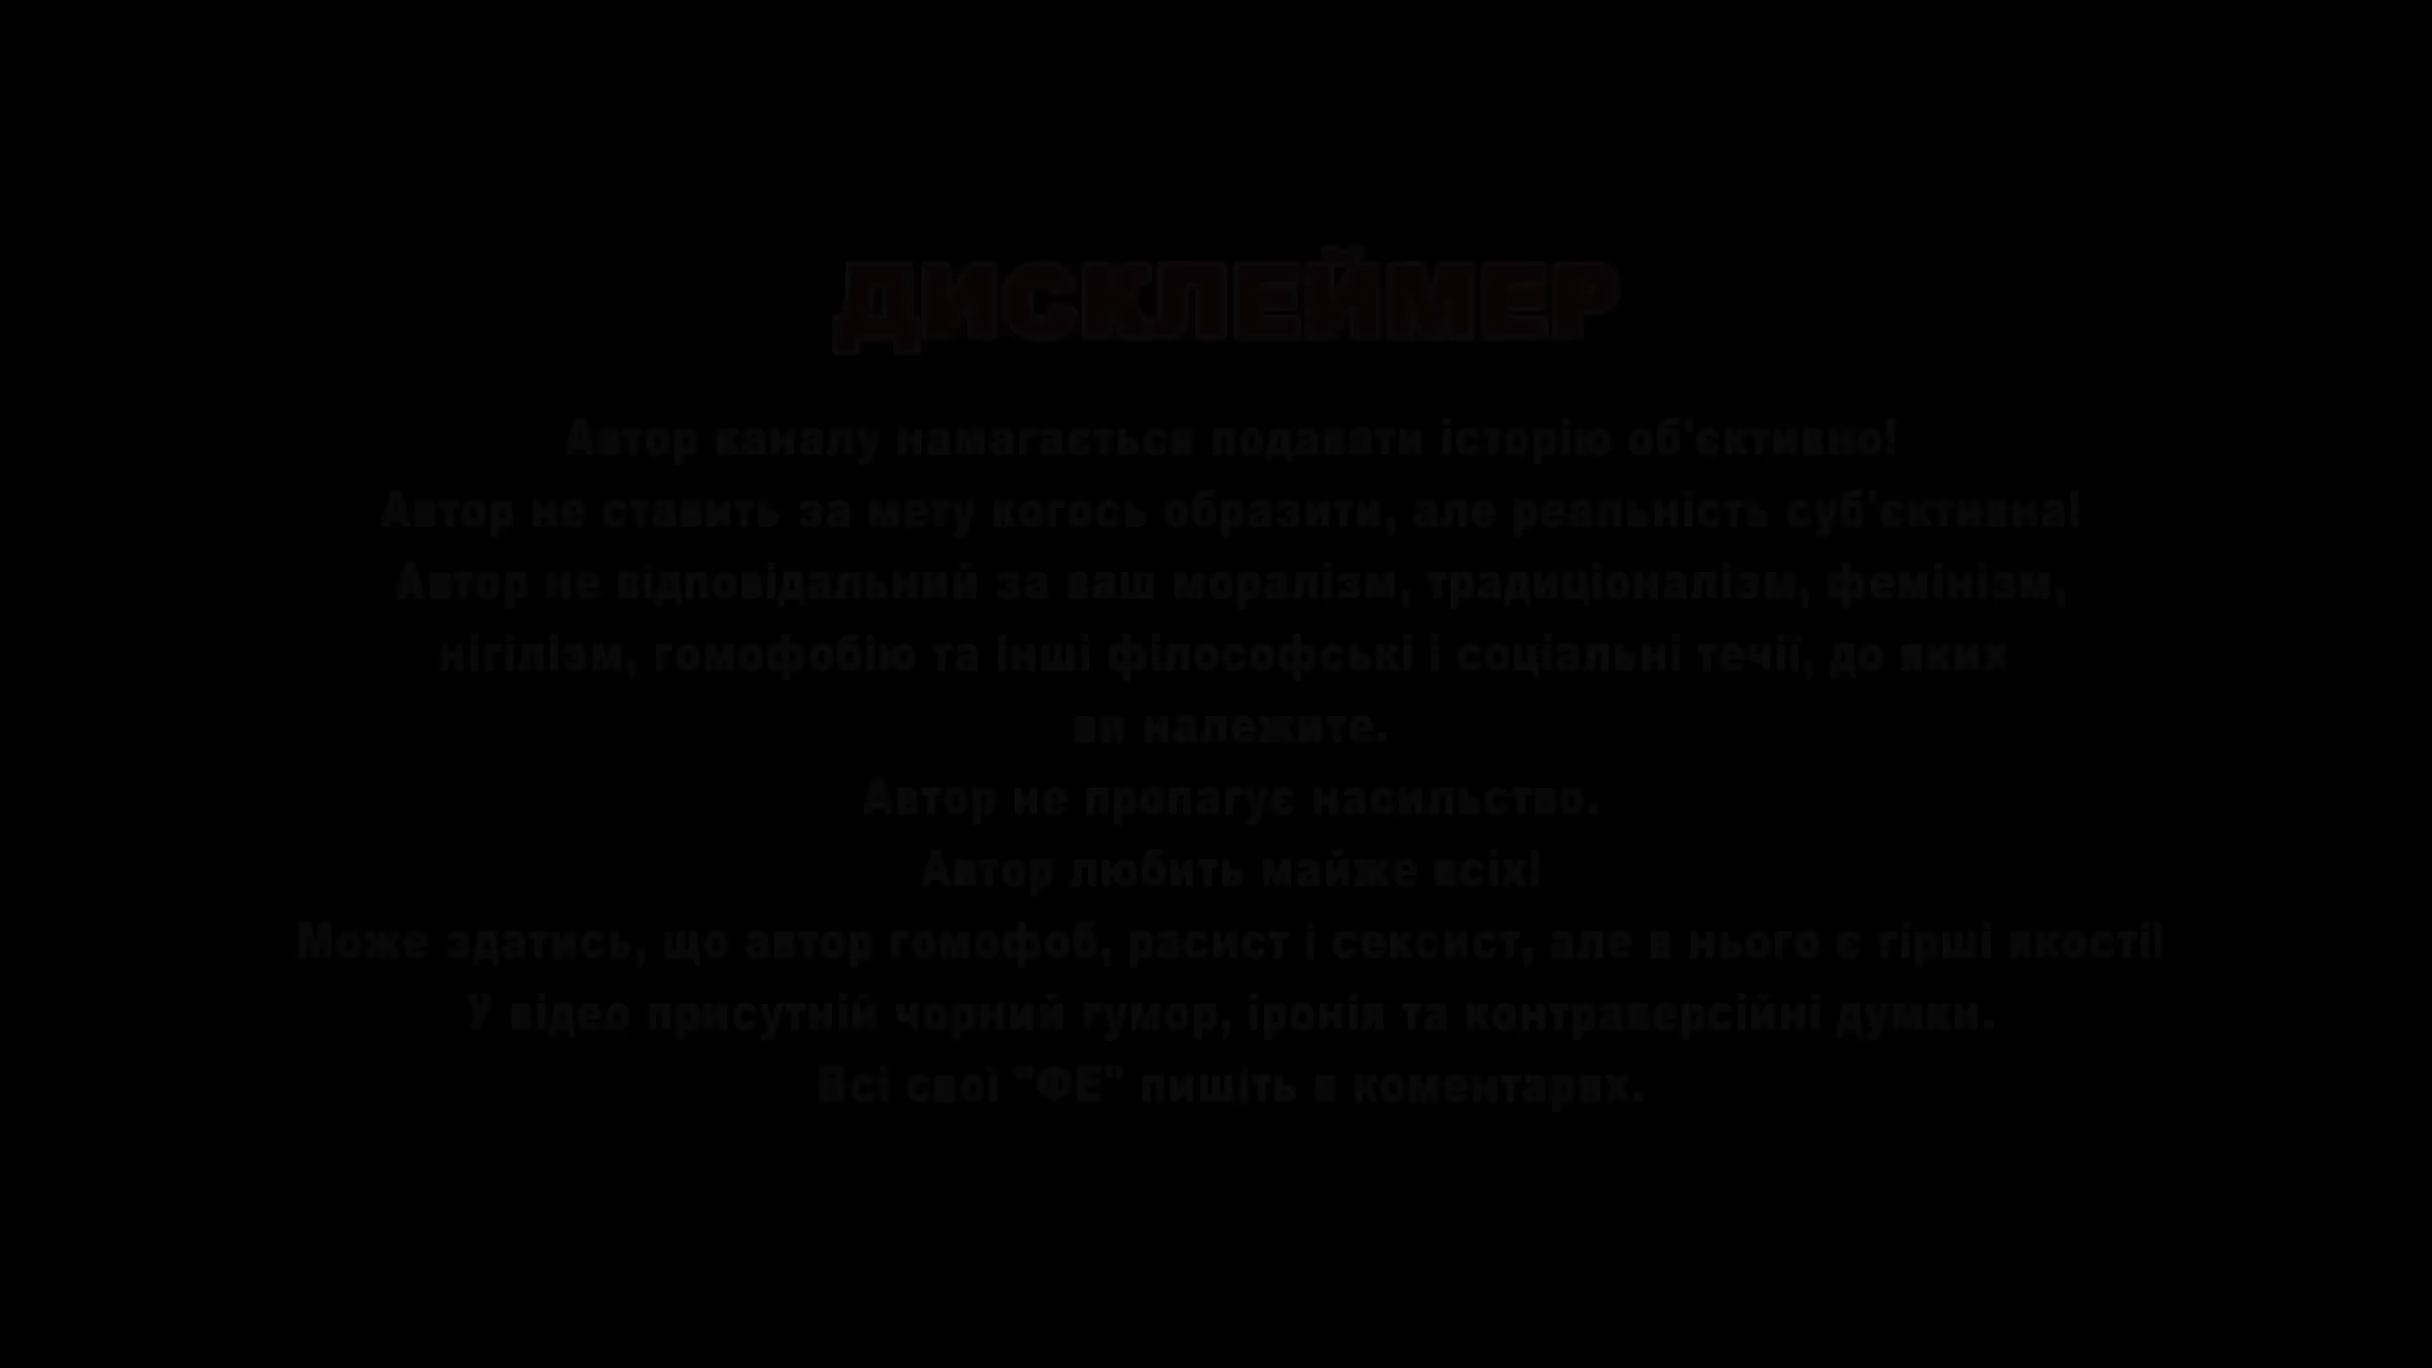 ДИСКЛЕЙМЕР
Автор каналу намагається подавати історію об'єктивно!
Автор не ставить за мету когось образити, але реальність суб'єктивна!
Автор не відповідальний за ваш моралізм, традиціоналізм, фемінізм,
нігілізм, гомофобію та інші філософські і соціальні течії, до яких
ви належите.
Автор не пропагує насильство.
Автор любить майже всіх!
Може здатись, що автор гомофоб, расист і сексист, але в нього є гірші якості!
У відео присутній чорний гумор, іронія та контраверсійні думки.
Всі свої "ФЕ" пишіть в коментарях.